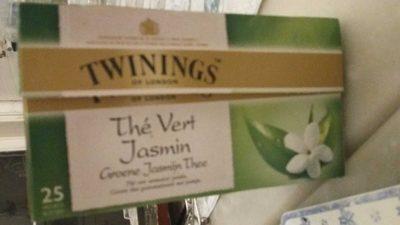 TWININGS
OF LONDON
OF LONDON
Thé Vert
Jasmin
Groene Jasmijn Thee
25